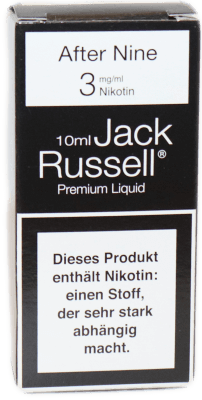 After Nine
3 mg/ml Nikotin
10ml Jack
Russell®
Premium Liquid
Dieses Produkt
enthält Nikotin:
einen Stoff,
der sehr stark
abhängig
macht.